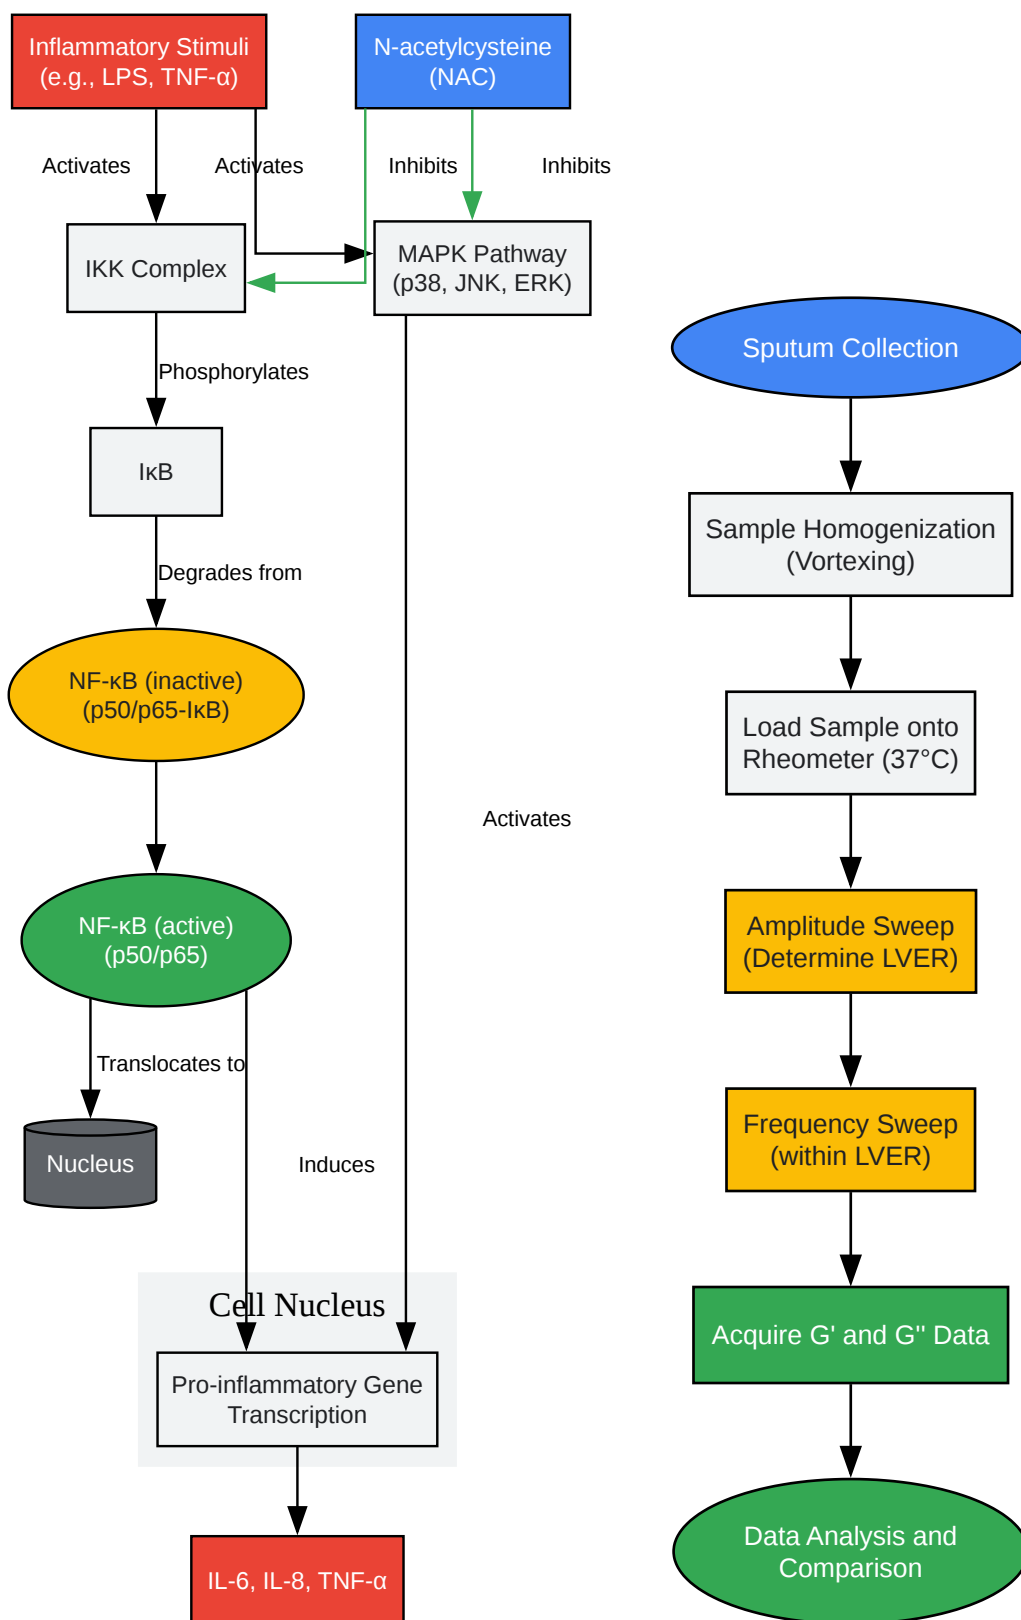 Inflammatory Stimuli
(e.g., LPS, TNF-α)
N-acetylcysteine
(NAC)
Activates
Activates
Inhibits
Inhibits
IKK Complex
MAPK Pathway
(p38, JNK, ERK)
Phosphorylates
IκB
Degrades from
NF-κB (inactive)
(p50/p65-IκB)
Activates
NF-κB (active)
(p50/p65)
Translocates to
Nucleus
Induces
Cell Nucleus
Pro-inflammatory Gene
Transcription
IL-6, IL-8, TNF-α
Sputum Collection
Sample Homogenization
(Vortexing)
Load Sample onto
Rheometer (37°C)
Amplitude Sweep
(Determine LVER)
Frequency Sweep
(within LVER)
Acquire G' and G'' Data
Data Analysis and
Comparison